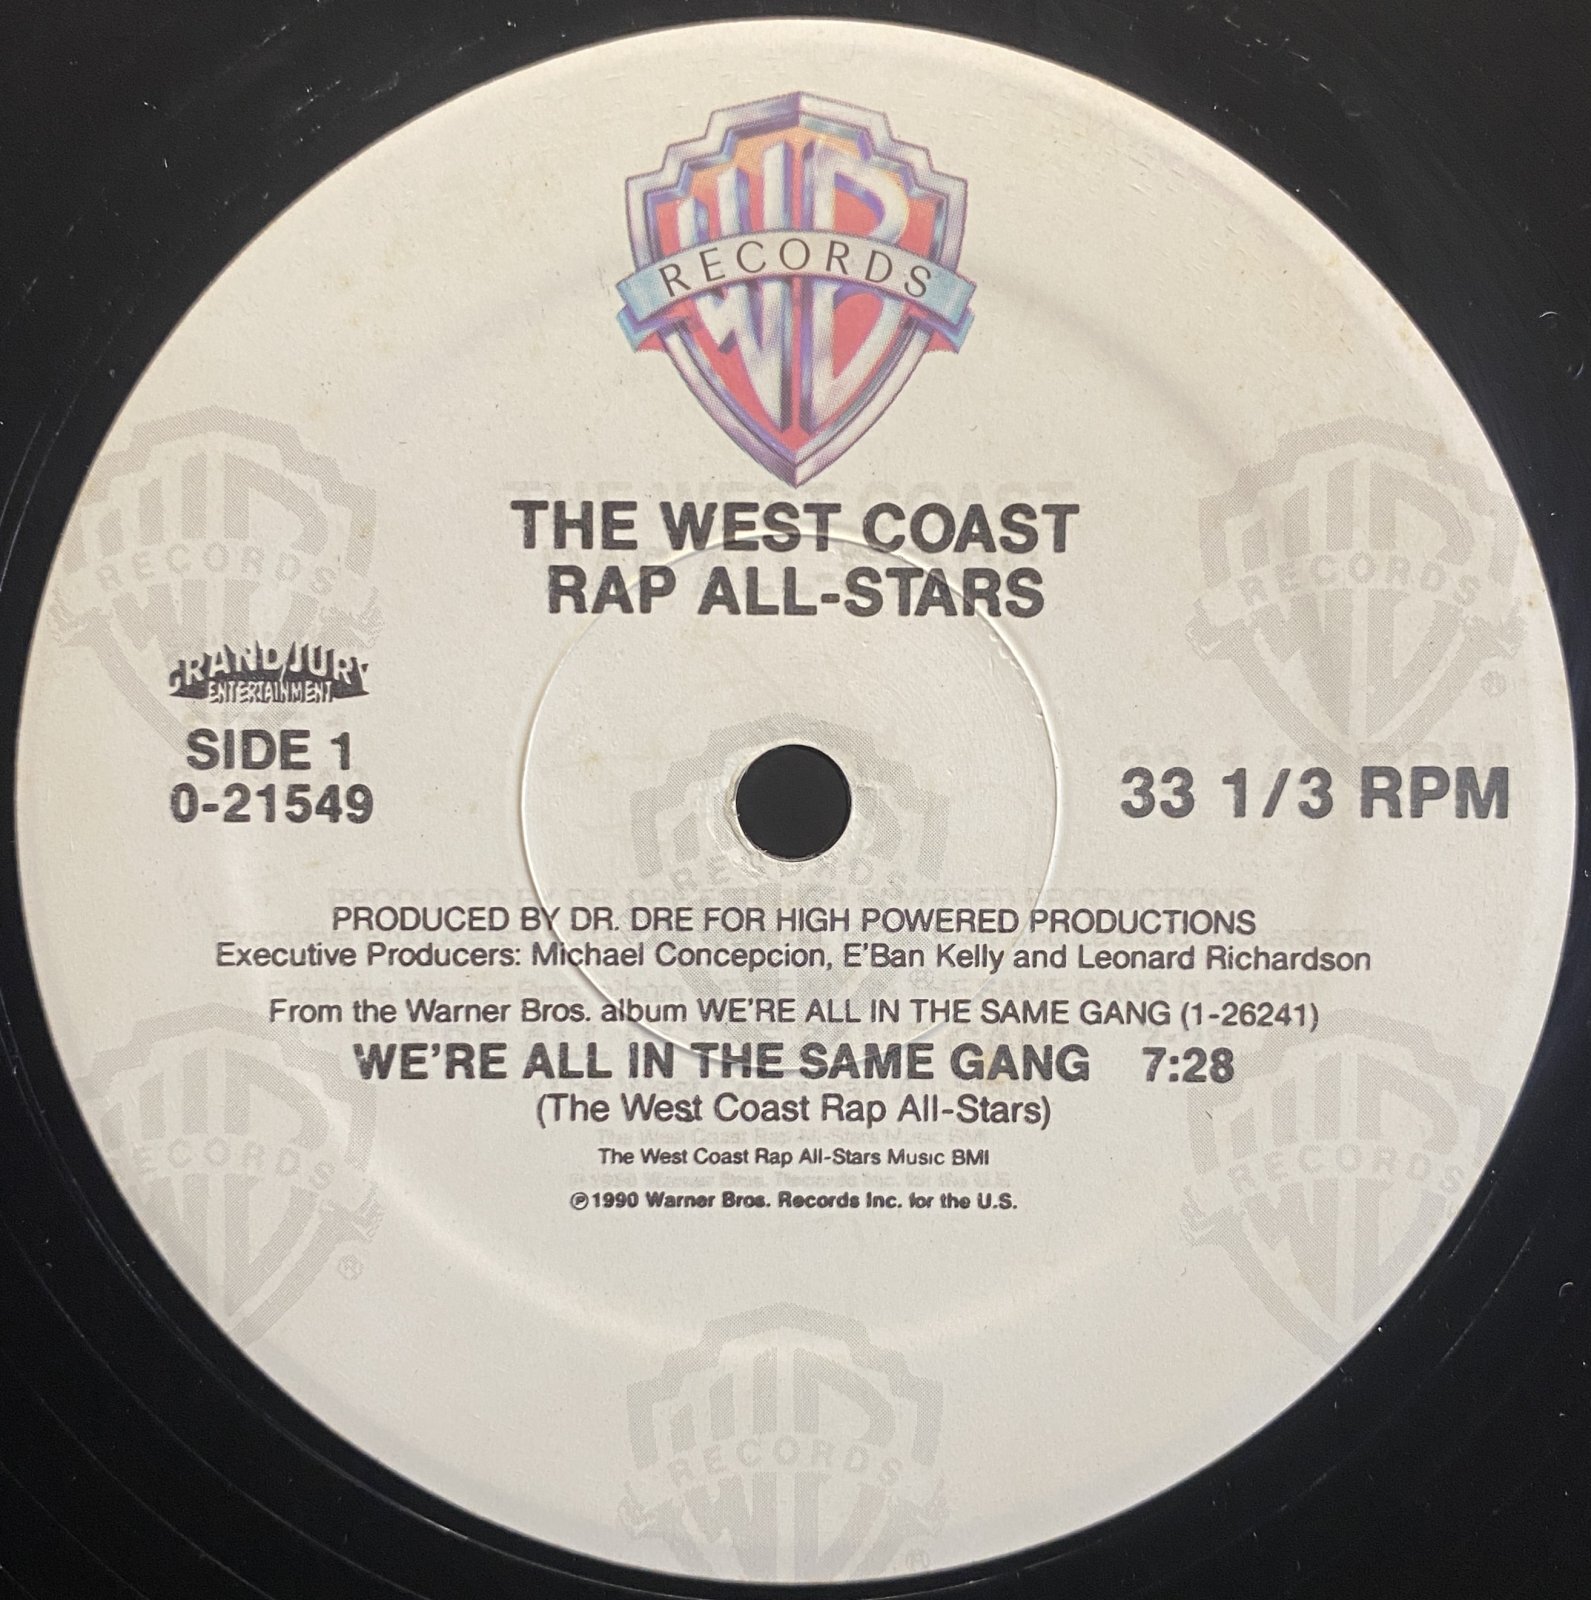 WB
RECORDS
THE WEST COAST
RAP ALL-STARS
GRAND JURY
ENTERTAINMENT
SIDE 1
0-21549
33 1/3 RPM
PRODUCED BY DR. DRE FOR HIGH POWERED PRODUCTIONS
Executive Producers: Michael Concepcion, E'Ban Kelly and Leonard Richardson
From the Warner Bros. album WE'RE ALL IN THE SAME GANG (1-26241)
WE'RE ALL IN THE SAME GANG 7:28
(The West Coast Rap All-Stars)
The West Coast Rap All-Stars Music BMI
℗1990 Warner Bros. Records Inc. for the U.S.